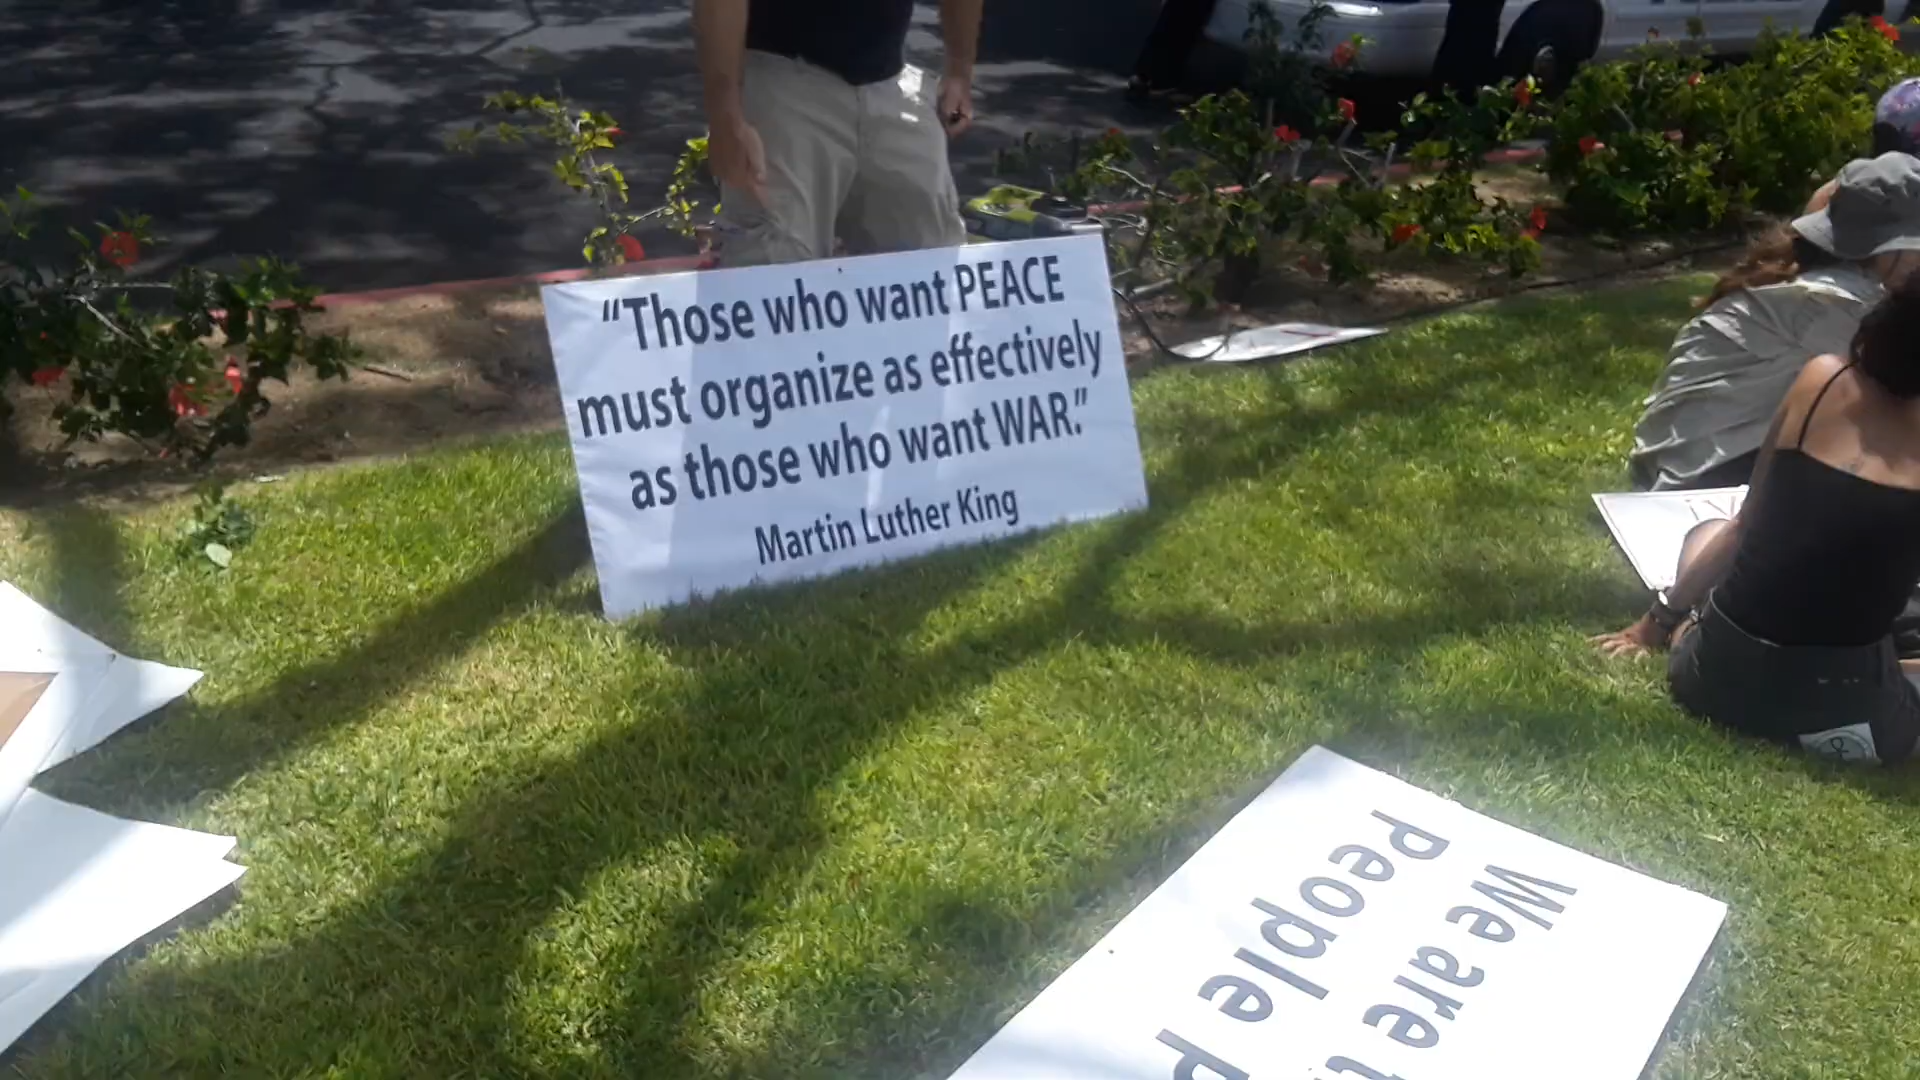 “Those who want PEACE
must organize as effectively
as those who want WAR.”
Martin Luther King
We are
people